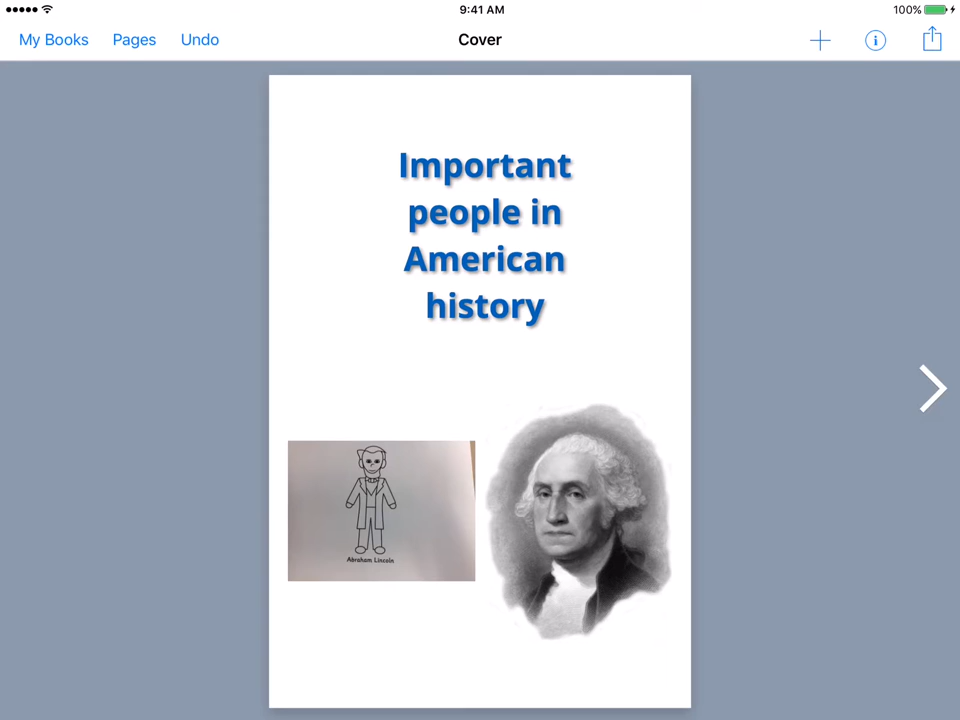 9:41 AM
100%
My Books
Pages
Undo
Cover
Important
people in
American
history
Abraham Lincoln